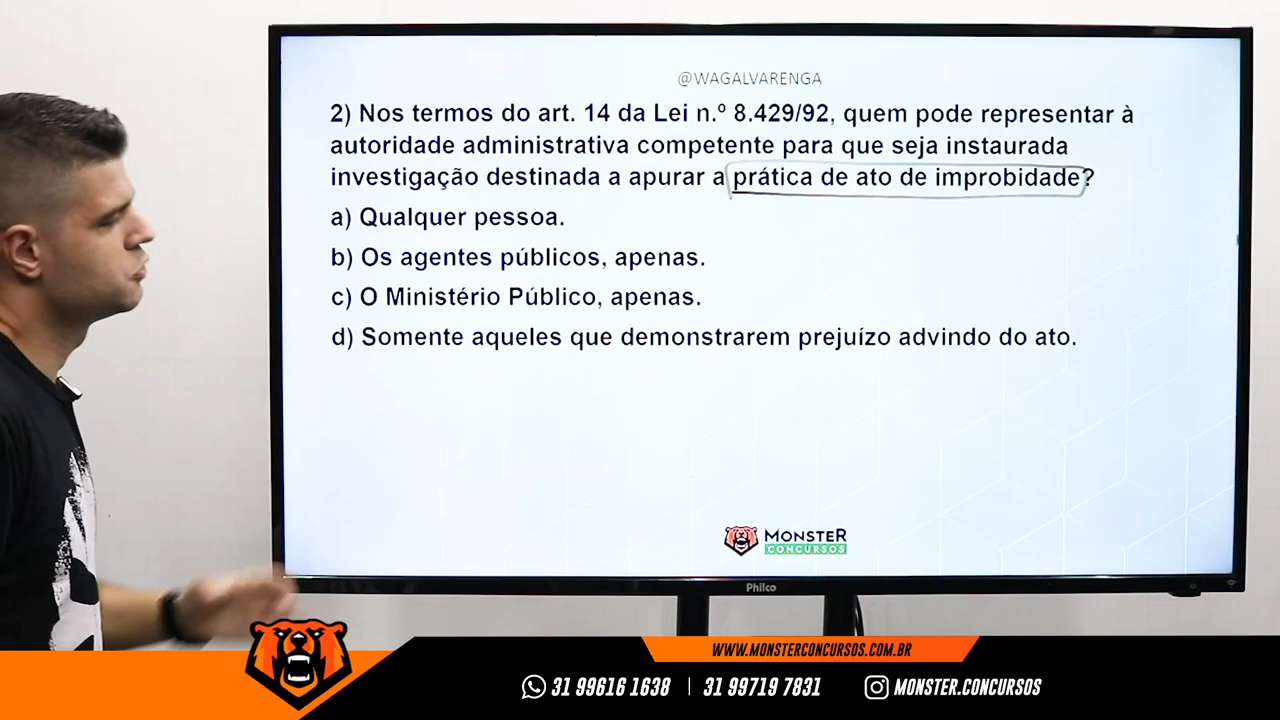 @WAGALVARENGA
2) Nos termos do art. 14 da Lei n.º 8.429/92, quem pode representar à
autoridade administrativa competente para que seja instaurada
investigação destinada a apurar a prática de ato de improbidade?
a) Qualquer pessoa.
b) Os agentes públicos, apenas.
c) O Ministério Público, apenas.
d) Somente aqueles que demonstrarem prejuízo advindo do ato.
MONSTER
CONCURSOS
Philco
WWW.MONSTERCONCURSOS.COM.BR
31 99616 1638 | 31 99719 7831 MONSTER.CONCURSOS